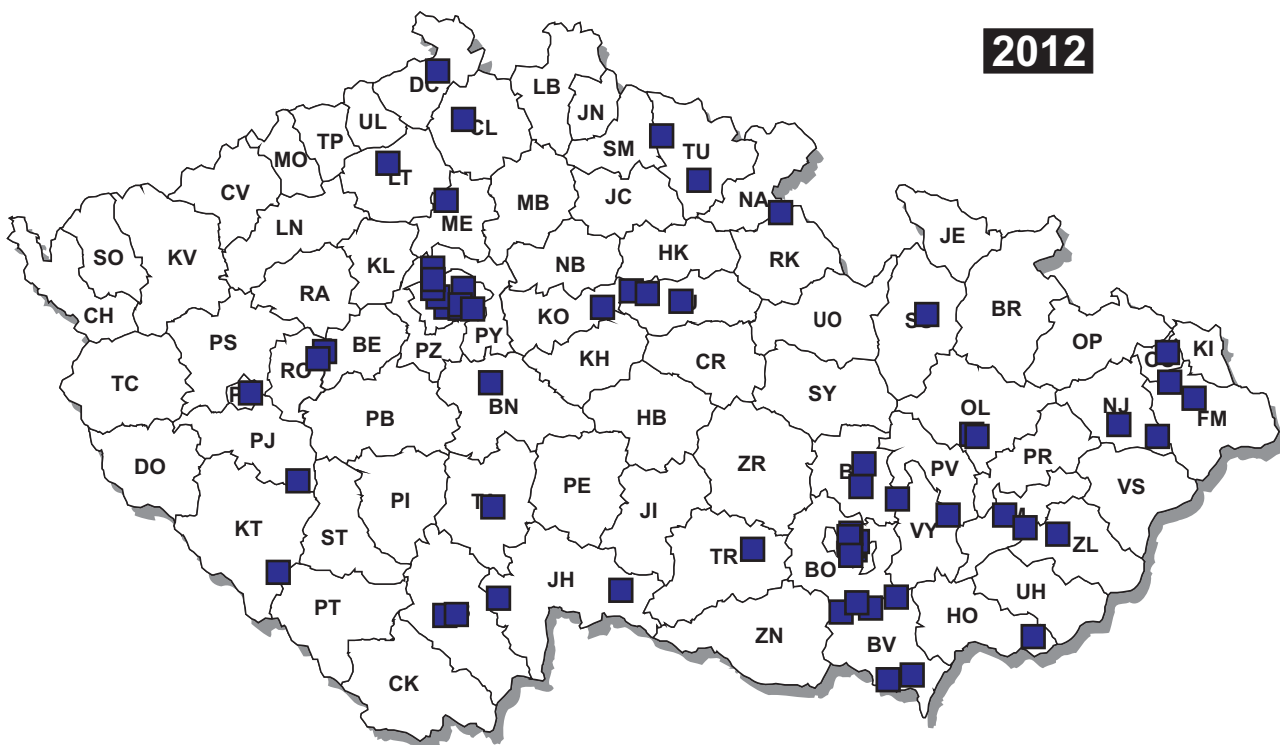 2012
DC
LB
JN
UL
CL
TP
SM
TU
MO
LT
CV
NA
MB
JC
ME
LN
JE
HK
SO
KV
KL
NB
RK
RA
BR
CH
KO
UO
PS
BE
PY
OP
KI
PZ
KH
CR
RO
TC
BN
SY
OL
NJ
FM
PB
HB
PJ
DO
ZR
PV
PR
VS
PI
PE
KT
JI
ST
VY
ZL
TR
BO
JH
UH
PT
HO
ZN
BV
CK